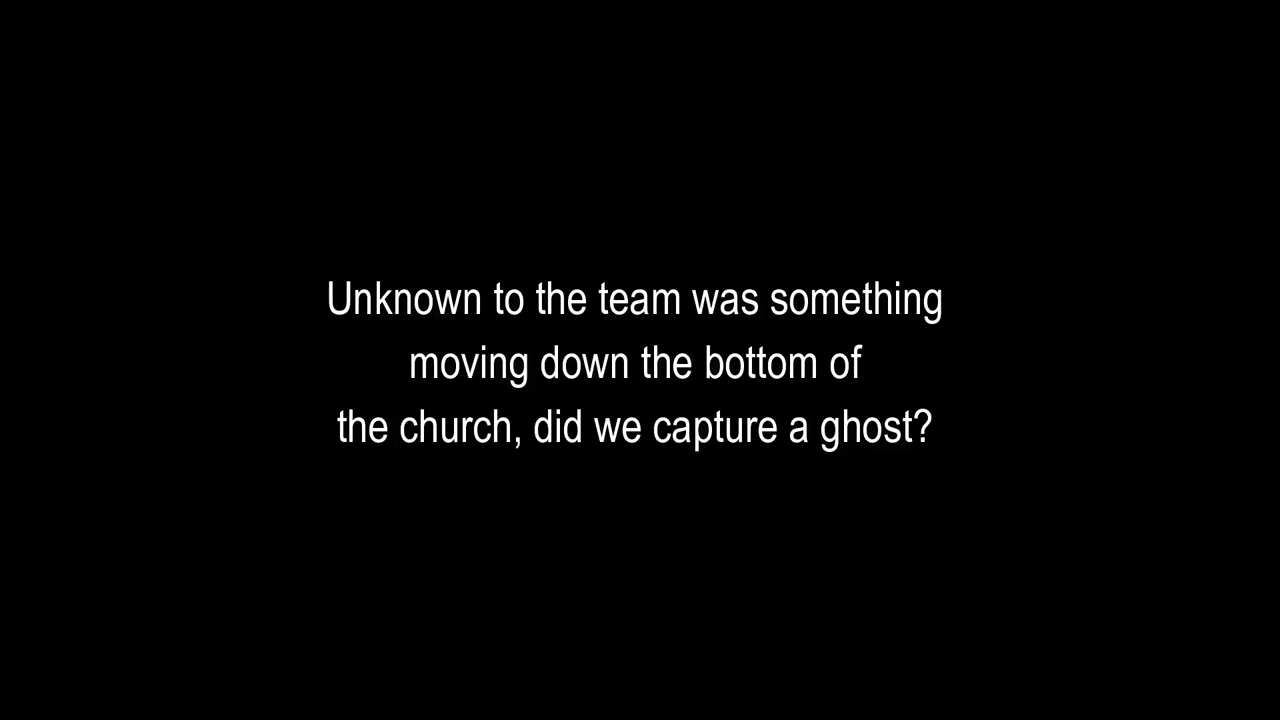 Unknown to the team was something
moving down the bottom of
the church, did we capture a ghost?